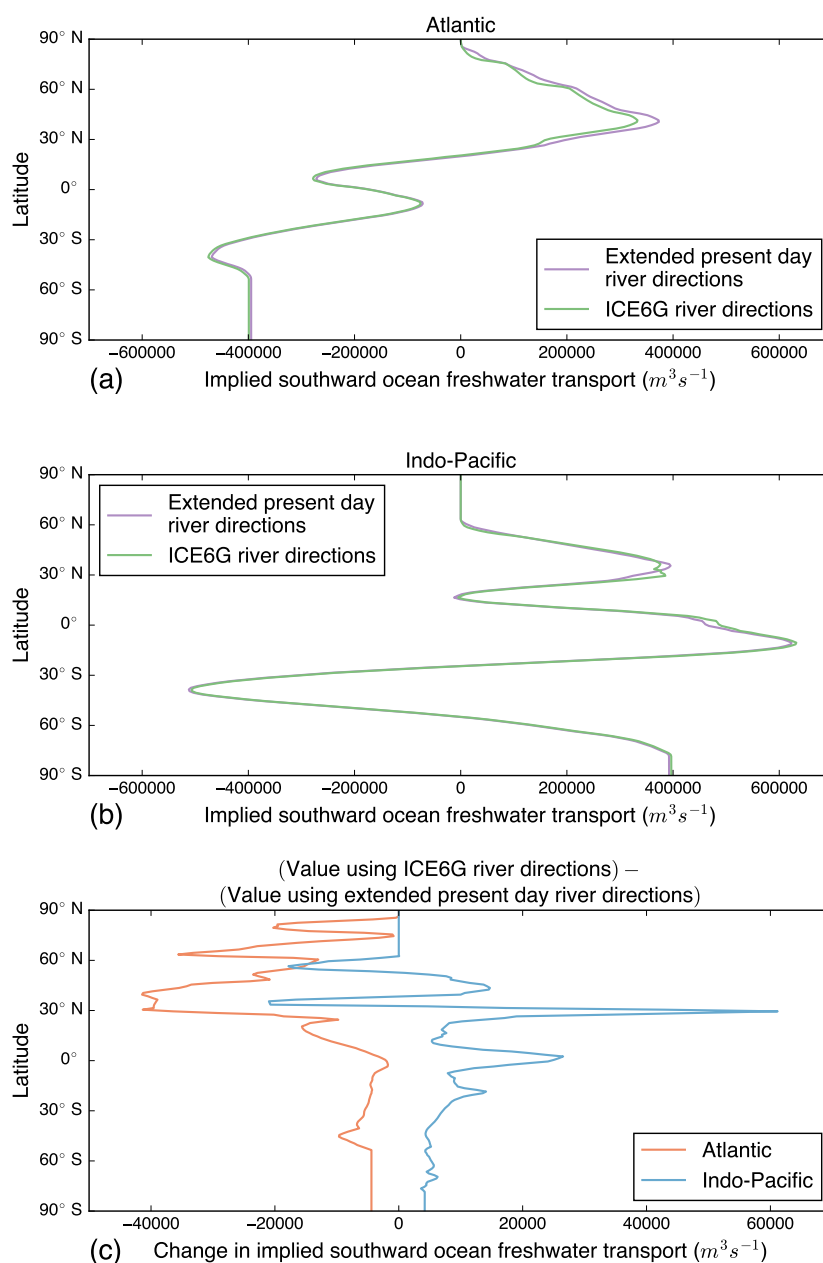 Atlantic
90° N
60° N
30° N
0°
30° S
60° S
90° S
Latitude
Extended present day
river directions
ICE6G river directions
−600000 −400000 −200000 0 200000 400000 600000
(a) Implied southward ocean freshwater transport (m³s⁻¹)
Indo-Pacific
90° N
60° N
30° N
0°
30° S
60° S
90° S
Latitude
Extended present day
river directions
ICE6G river directions
−600000 −400000 −200000 0 200000 400000 600000
(b) Implied southward ocean freshwater transport (m³s⁻¹)
(Value using ICE6G river directions) −
(Value using extended present day river directions)
90° N
60° N
30° N
0°
30° S
60° S
90° S
Latitude
Atlantic
Indo-Pacific
−40000 −20000 0 20000 40000 60000
(c) Change in implied southward ocean freshwater transport (m³s⁻¹)